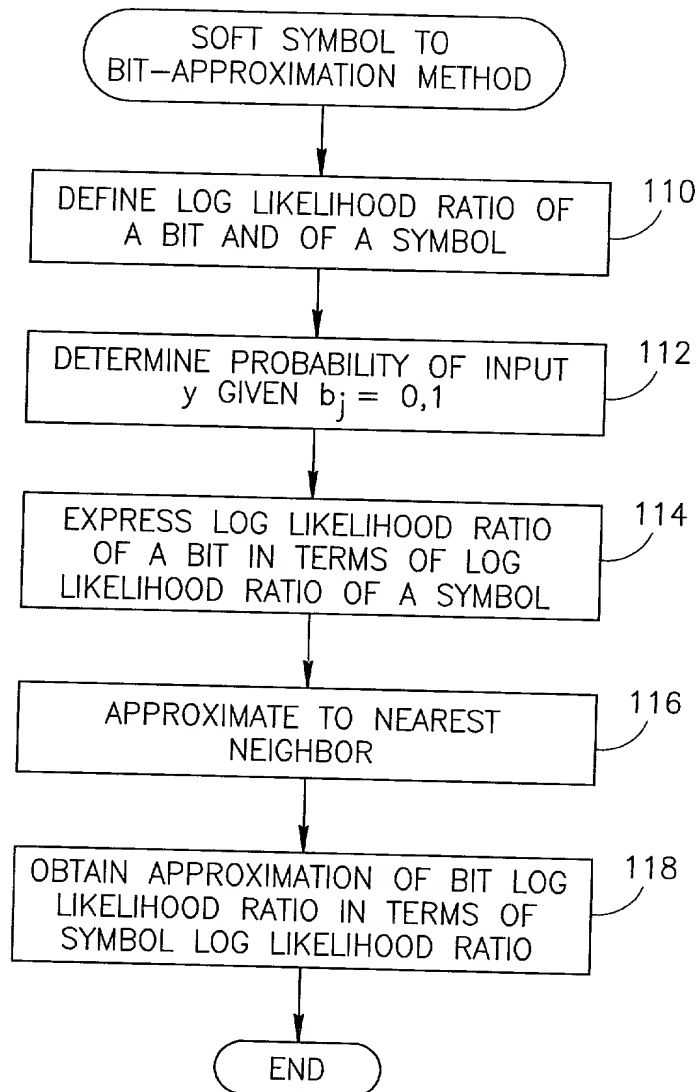 SOFT SYMBOL TO
BIT–APPROXIMATION METHOD
DEFINE LOG LIKELIHOOD RATIO OF
A BIT AND OF A SYMBOL
110
DETERMINE PROBABILITY OF INPUT
y GIVEN bj = 0,1
112
EXPRESS LOG LIKELIHOOD RATIO
OF A BIT IN TERMS OF LOG
LIKELIHOOD RATIO OF A SYMBOL
114
APPROXIMATE TO NEAREST
NEIGHBOR
116
OBTAIN APPROXIMATION OF BIT LOG
LIKELIHOOD RATIO IN TERMS OF
SYMBOL LOG LIKELIHOOD RATIO
118
END